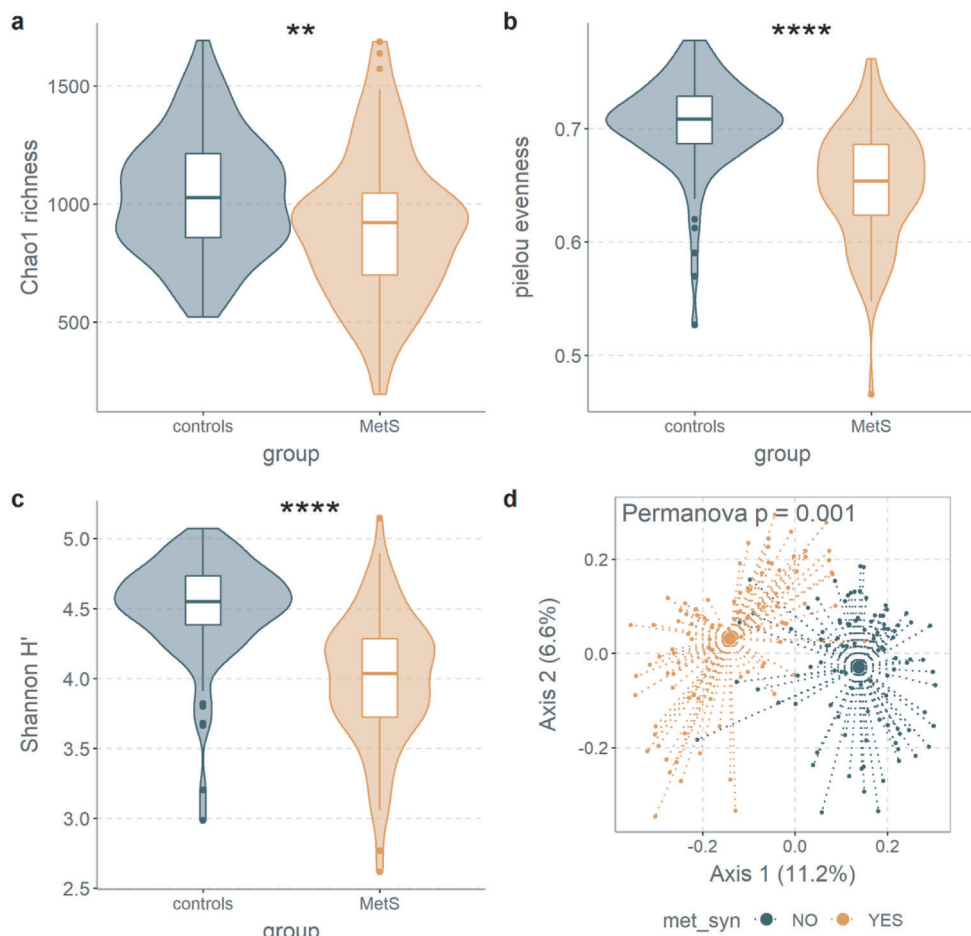 a
**
Chao1 richness
1500
1000
500
controls
MetS
group
b
****
pielou evenness
0.7
0.6
0.5
controls
MetS
group
c
****
Shannon H'
5.0
4.5
4.0
3.5
3.0
2.5
controls
MetS
group
d
Permanova p = 0.001
Axis 2 (6.6%)
0.2
0.0
-0.2
-0.2
0.0
0.2
Axis 1 (11.2%)
met_syn NO YES